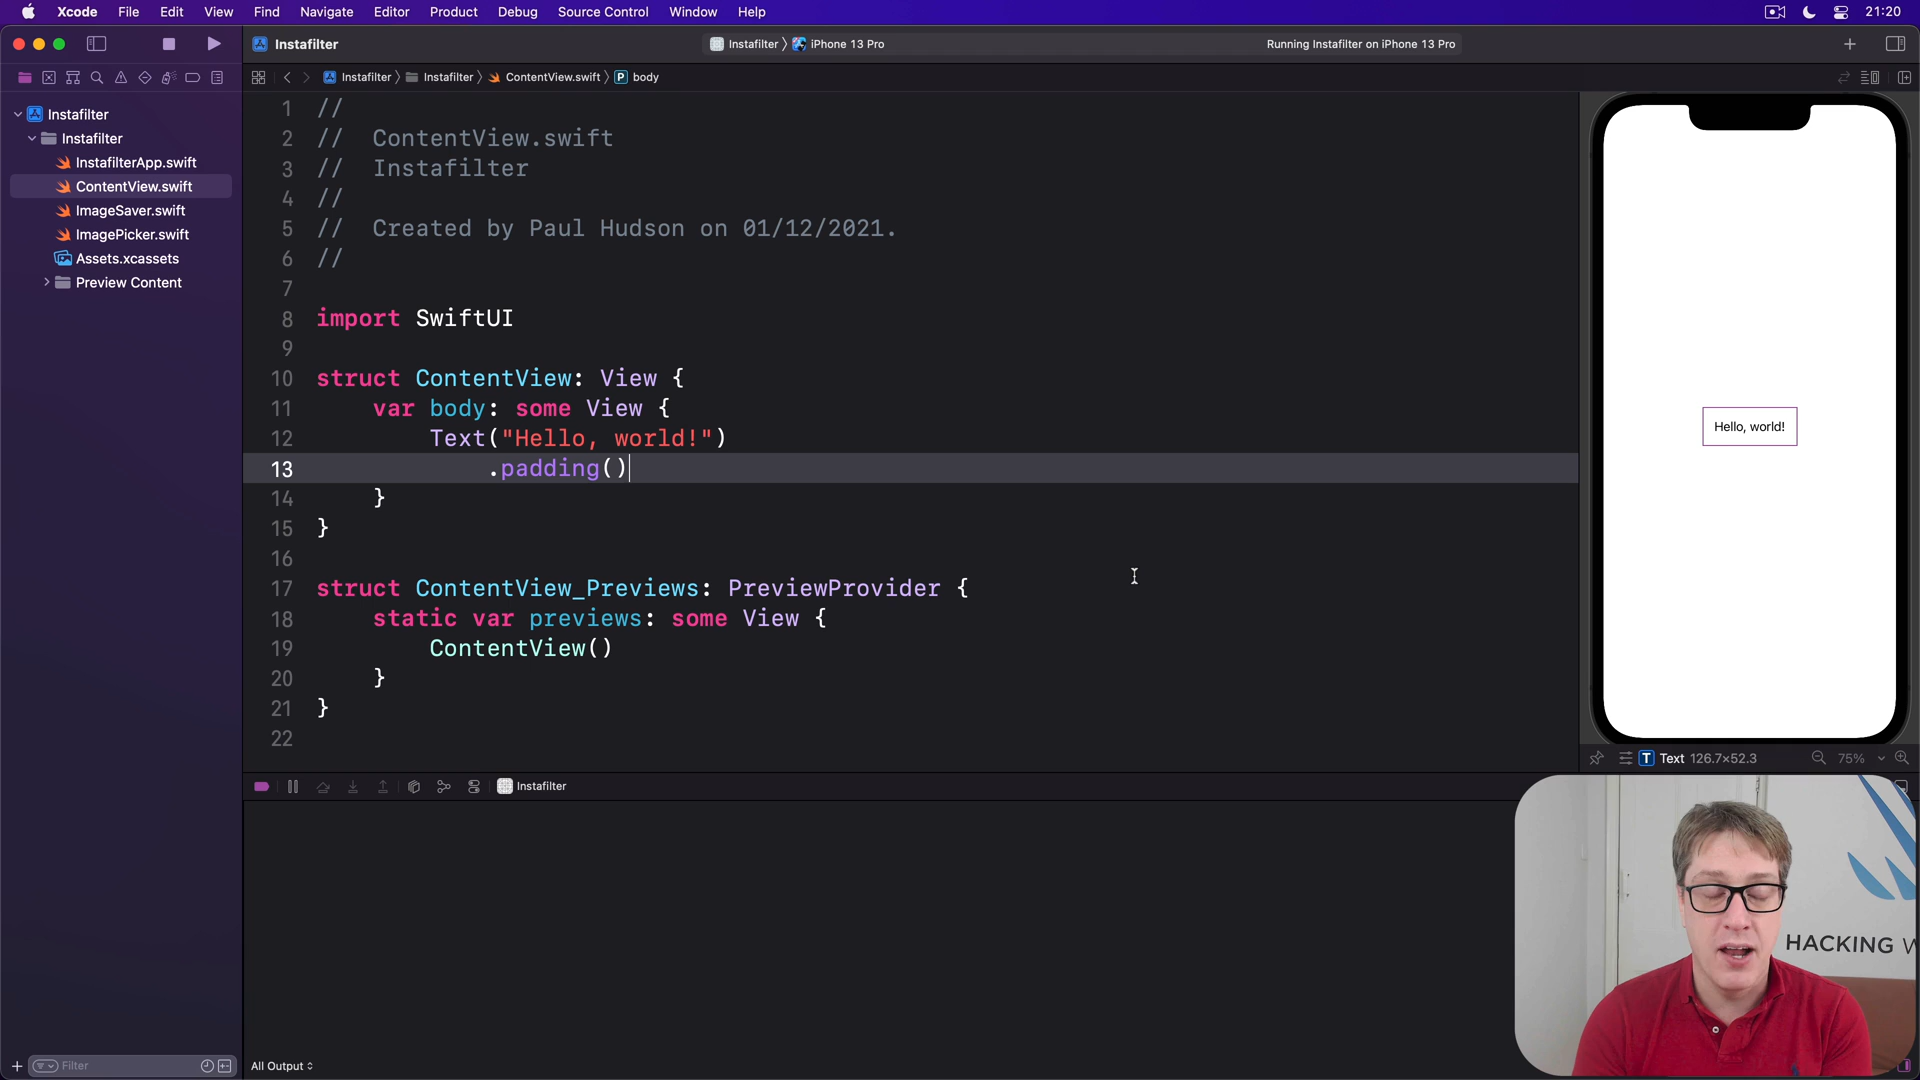 Xcode File Edit View Find Navigate Editor Product Debug Source Control Window Help 21:20
Instafilter Instafilter iPhone 13 Pro Running Instafilter on iPhone 13 Pro
Instafilter Instafilter ContentView.swift P body
Instafilter
Instafilter
InstafilterApp.swift
ContentView.swift
ImageSaver.swift
ImagePicker.swift
Assets.xcassets
Preview Content
1 //
2 // ContentView.swift
3 // Instafilter
4 //
5 // Created by Paul Hudson on 01/12/2021.
6 //
7
8 import SwiftUI
9
10 struct ContentView: View {
11 var body: some View {
12 Text("Hello, world!")
13 .padding()
14 }
15 }
16
17 struct ContentView_Previews: PreviewProvider {
18 static var previews: some View {
19 ContentView()
20 }
21 }
22
Hello, world!
T Text 126.7×52.3 75%
Instafilter
HACKING W
Filter
All Output